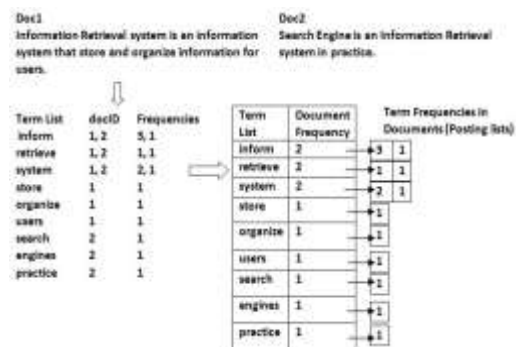 Doc1
Information Retrieval system is an information
system that store and organize information for
users.
Doc2
Search Engine is an Information Retrieval
system in practice.
Term List docID Frequencies
inform 1, 2 3, 1
retrieve 1, 2 1, 1
system 1, 2 2, 1
store 1 1
organize 1 1
users 1 1
search 2 1
engines 2 1
practice 2 1
Term List Document Frequency
inform 2
retrieve 2
system 2
store 1
organize 1
users 1
search 1
engines 1
practice 1
Term Frequencies in
Documents (Posting lists)
3 1
1 1
2 1
1
1
1
1
1
1